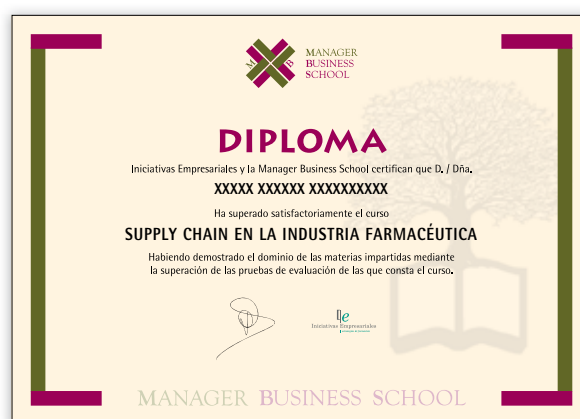 M B
MANAGER
BUSINESS
SCHOOL
DIPLOMA
Iniciativas Empresariales y la Manager Business School certifican que D. / Dña.
XXXXX XXXXXX XXXXXXXXXX
Ha superado satisfactoriamente el curso
SUPPLY CHAIN EN LA INDUSTRIA FARMACÉUTICA
Habiendo demostrado el dominio de las materias impartidas mediante
la superación de las pruebas de evaluación de las que consta el curso.
Ie
Iniciativas Empresariales
MANAGER BUSINESS SCHOOL